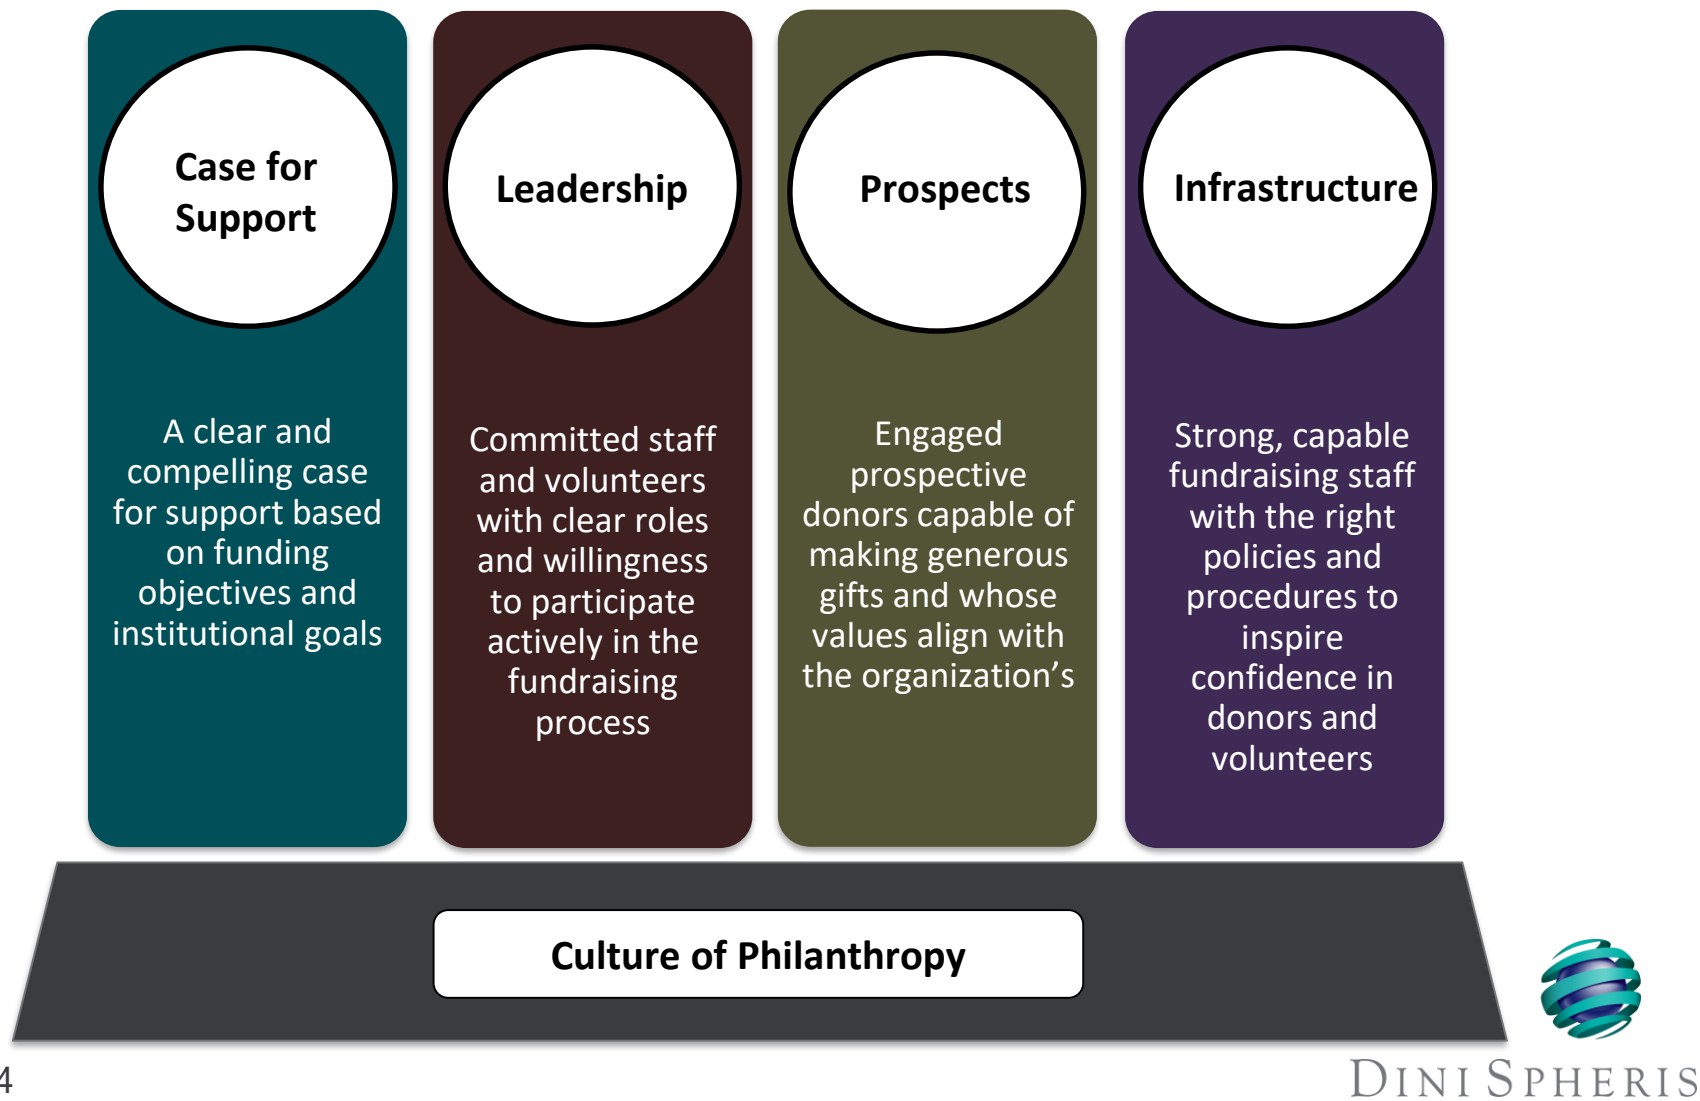 Case for
Support
A clear and
compelling case
for support based
on funding
objectives and
institutional goals
Leadership
Committed staff
and volunteers
with clear roles
and willingness
to participate
actively in the
fundraising
process
Prospects
Engaged
prospective
donors capable of
making generous
gifts and whose
values align with
the organization’s
Infrastructure
Strong, capable
fundraising staff
with the right
policies and
procedures to
inspire
confidence in
donors and
volunteers
Culture of Philanthropy
4
DINI SPHERIS